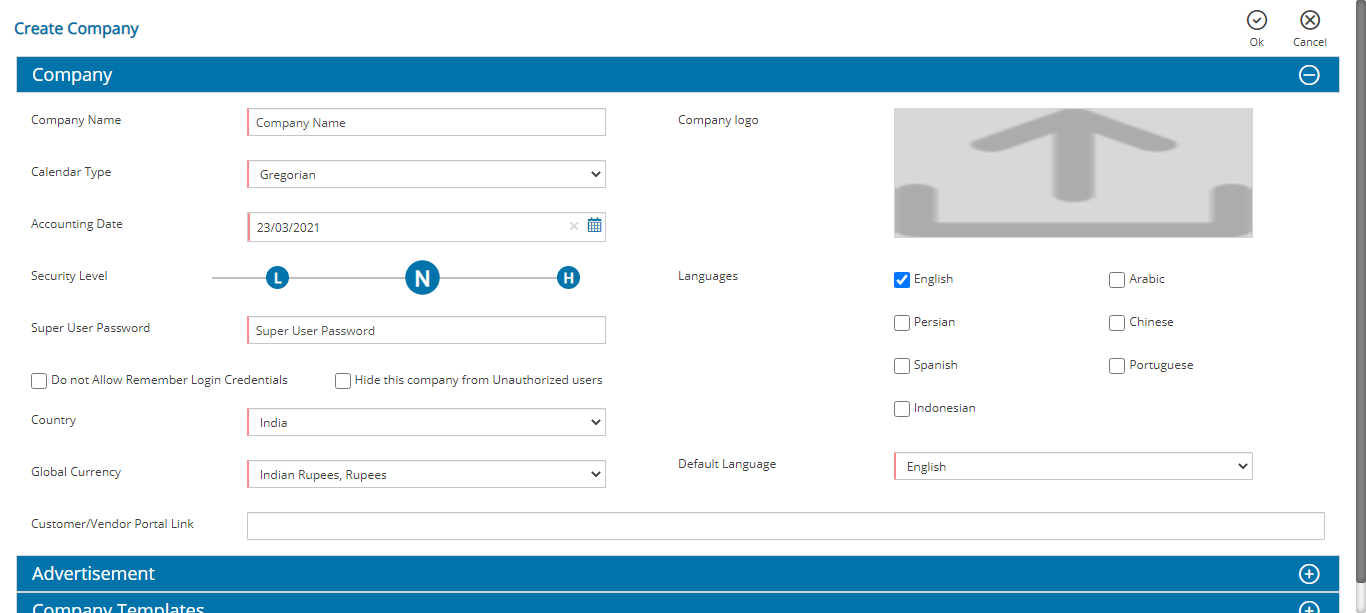 Create Company
Ok
Cancel
Company
Company Name
Company Name
Company logo
Calendar Type
Gregorian
Accounting Date
23/03/2021
Security Level
L
N
H
Languages
English
Arabic
Super User Password
Super User Password
Persian
Chinese
Spanish
Portuguese
Do not Allow Remember Login Credentials
Hide this company from Unauthorized users
Indonesian
Country
India
Global Currency
Indian Rupees, Rupees
Default Language
English
Customer/Vendor Portal Link
Advertisement
Company Templates